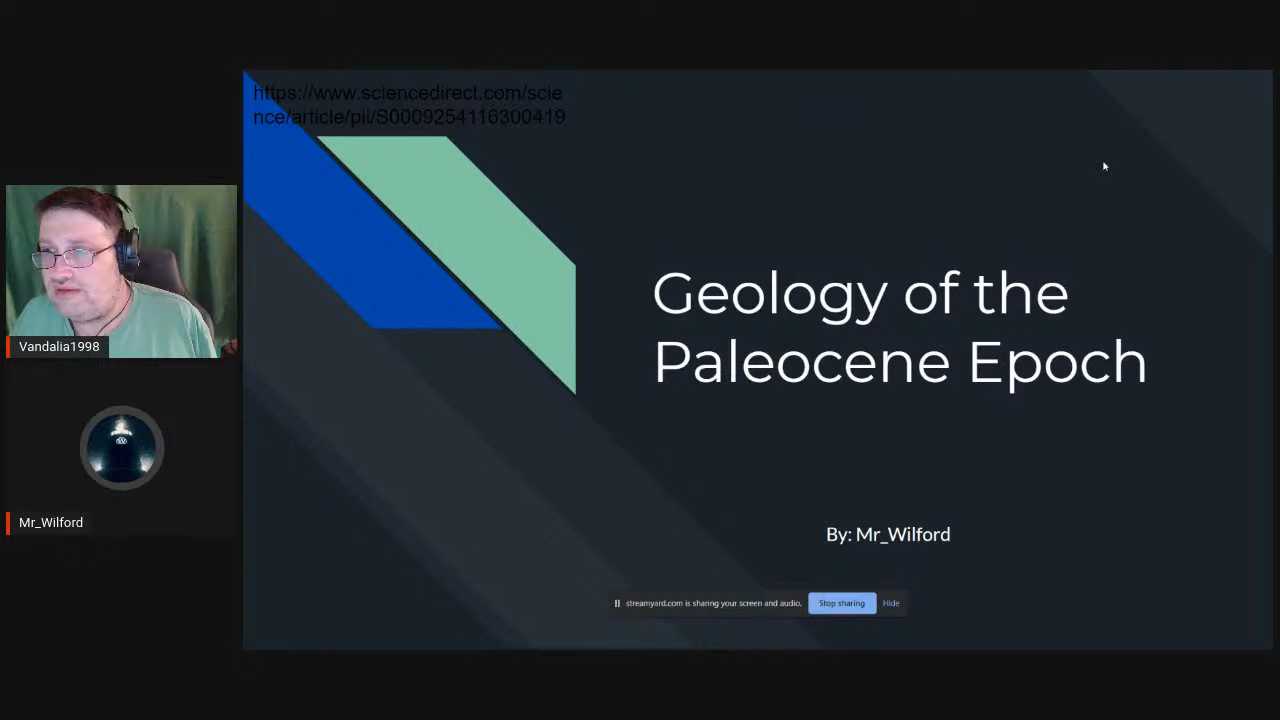 https://www.sciencedirect.com/scie
nce/article/pii/S0009254116300419
Geology of the
Paleocene Epoch
By: Mr_Wilford
streamyard.com is sharing your screen and audio.
Stop sharing
Hide
Vandalia1998
Mr_Wilford